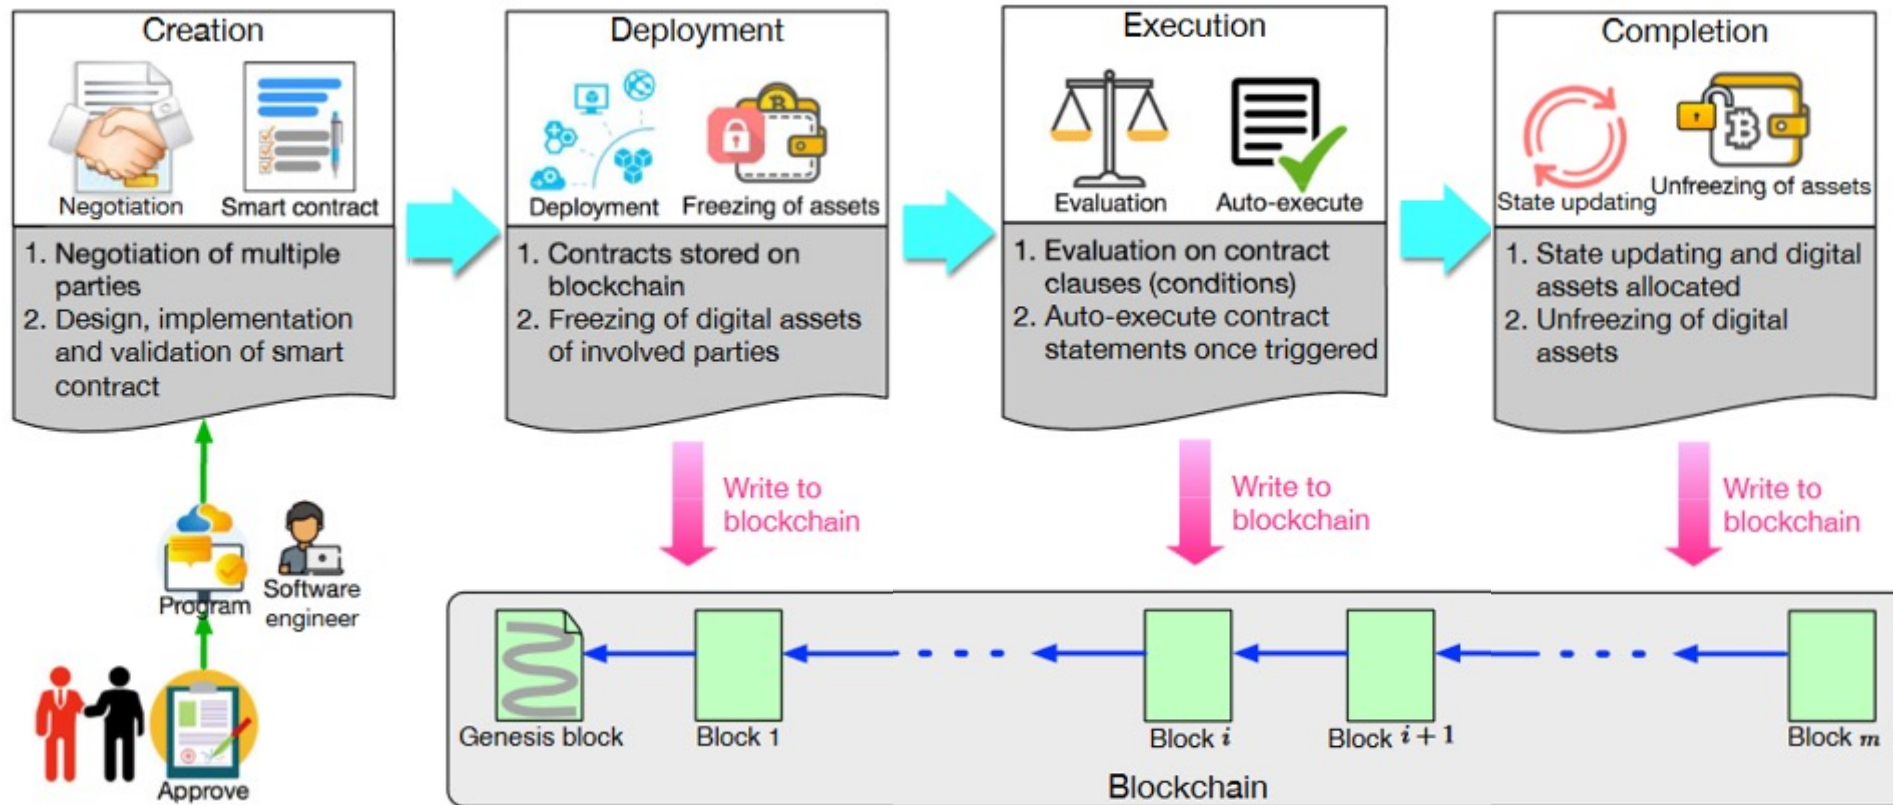 Creation
Negotiation
Smart contract
1. Negotiation of multiple
parties
2. Design, implementation
and validation of smart
contract
Deployment
Deployment
Freezing of assets
1. Contracts stored on
blockchain
2. Freezing of digital assets
of involved parties
Execution
Evaluation
Auto-execute
1. Evaluation on contract
clauses (conditions)
2. Auto-execute contract
statements once triggered
Completion
State updating
Unfreezing of assets
1. State updating and digital
assets allocated
2. Unfreezing of digital
assets
Write to
blockchain
Write to
blockchain
Write to
blockchain
Program
Software
engineer
Approve
Genesis block
Block 1
Block i
Block i + 1
Block m
Blockchain